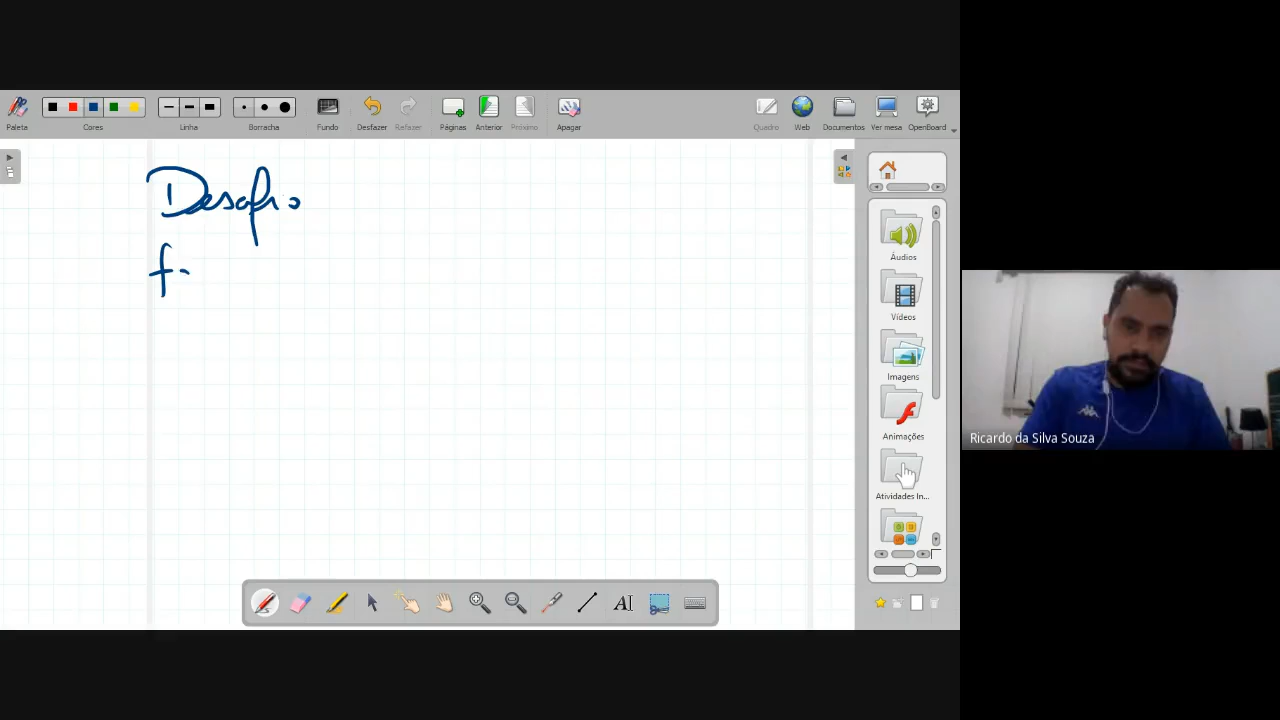 Paleta Cores Linha Borracha Fundo Desfazer Refazer Páginas Anterior Próximo Apagar Quadro Web Documentos Ver mesa OpenBoard
Desafio
f-
Áudios
Vídeos
Imagens
Animações
Atividades In...
Ricardo da Silva Souza